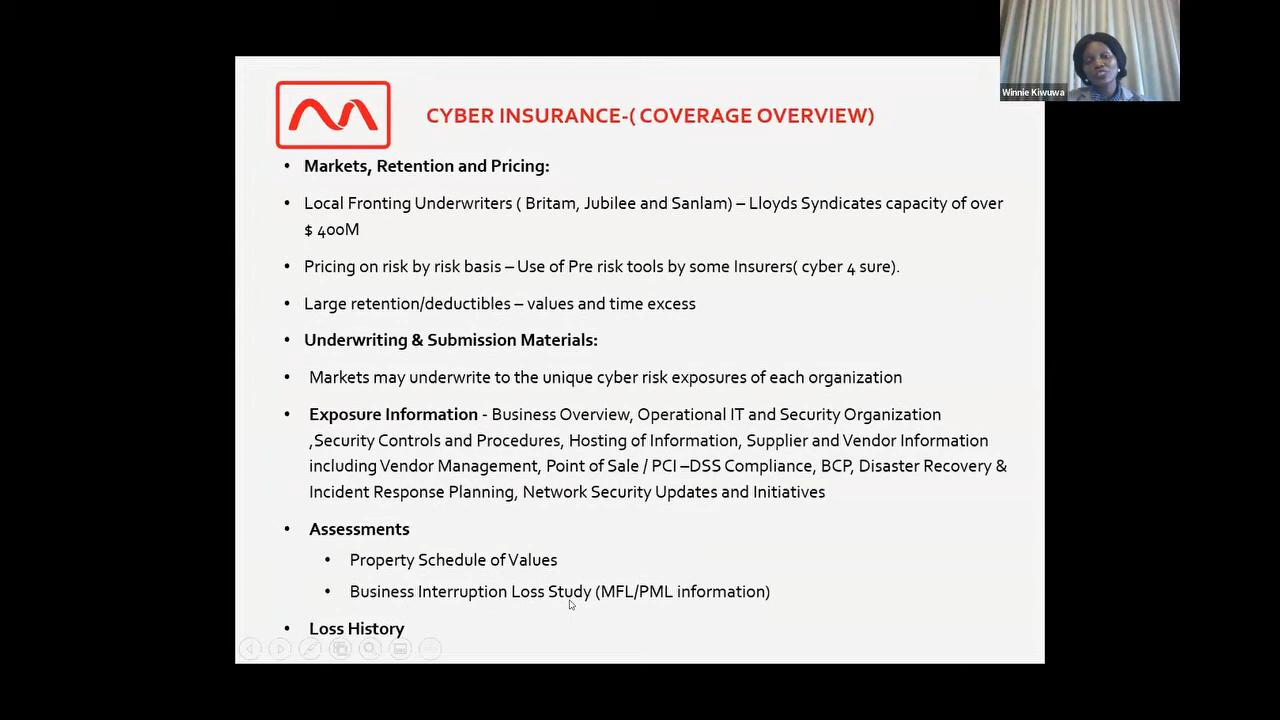 Winnie Kiwuwa
CYBER INSURANCE-( COVERAGE OVERVIEW)
• Markets, Retention and Pricing:
• Local Fronting Underwriters ( Britam, Jubilee and Sanlam) – Lloyds Syndicates capacity of over
$ 400M
• Pricing on risk by risk basis – Use of Pre risk tools by some Insurers( cyber 4 sure).
• Large retention/deductibles – values and time excess
• Underwriting & Submission Materials:
• Markets may underwrite to the unique cyber risk exposures of each organization
• Exposure Information - Business Overview, Operational IT and Security Organization
,Security Controls and Procedures, Hosting of Information, Supplier and Vendor Information
including Vendor Management, Point of Sale / PCI –DSS Compliance, BCP, Disaster Recovery &
Incident Response Planning, Network Security Updates and Initiatives
• Assessments
• Property Schedule of Values
• Business Interruption Loss Study (MFL/PML information)
• Loss History